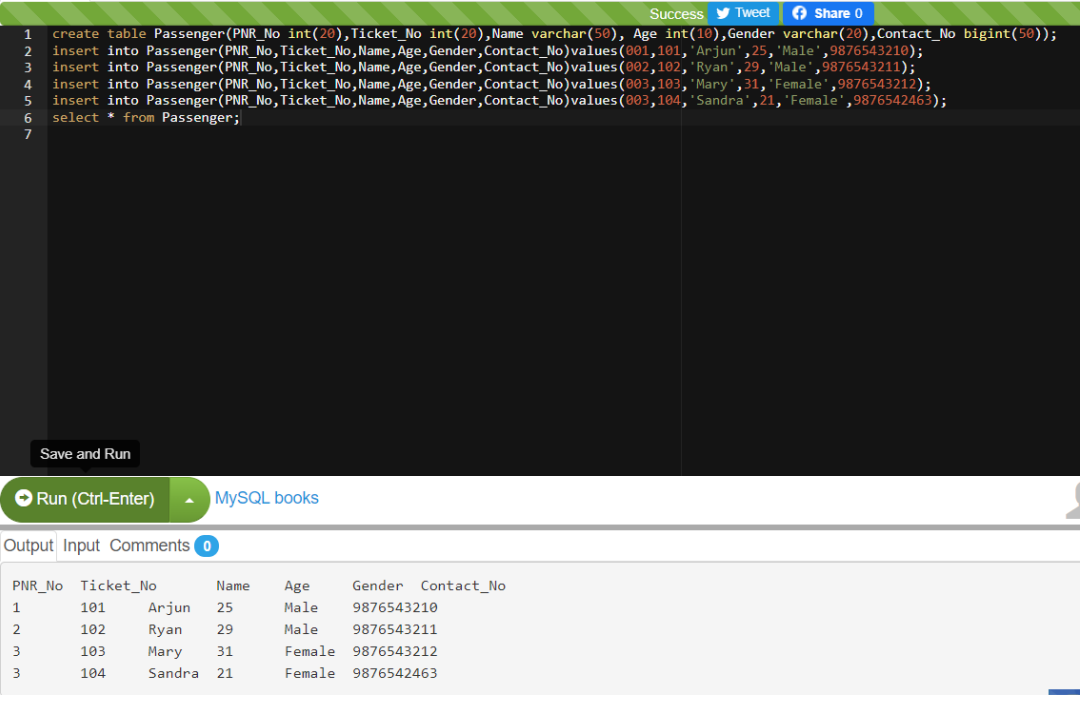 Success Tweet Share 0
1 create table Passenger(PNR_No int(20),Ticket_No int(20),Name varchar(50), Age int(10),Gender varchar(20),Contact_No bigint(50));
2 insert into Passenger(PNR_No,Ticket_No,Name,Age,Gender,Contact_No)values(001,101,'Arjun',25,'Male',9876543210);
3 insert into Passenger(PNR_No,Ticket_No,Name,Age,Gender,Contact_No)values(002,102,'Ryan',29,'Male',9876543211);
4 insert into Passenger(PNR_No,Ticket_No,Name,Age,Gender,Contact_No)values(003,103,'Mary',31,'Female',9876543212);
5 insert into Passenger(PNR_No,Ticket_No,Name,Age,Gender,Contact_No)values(003,104,'Sandra',21,'Female',9876542463);
6 select * from Passenger;
7
Save and Run
Run (Ctrl-Enter) MySQL books
Output Input Comments 0
PNR_No Ticket_No Name Age Gender Contact_No
1 101 Arjun 25 Male 9876543210
2 102 Ryan 29 Male 9876543211
3 103 Mary 31 Female 9876543212
3 104 Sandra 21 Female 9876542463